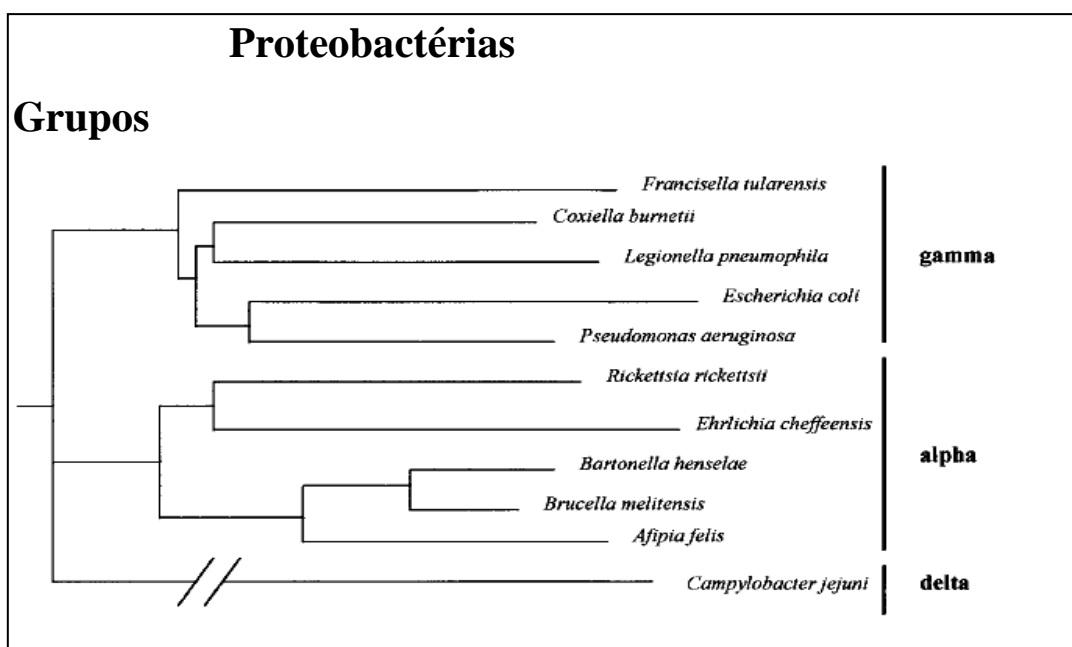 Proteobactérias
Grupos
Francisella tularensis
Coxiella burnetii
Legionella pneumophila
gamma
Escherichia coli
Pseudomonas aeruginosa
Rickettsia rickettsii
Ehrlichia cheffeensis
alpha
Bartonella henselae
Brucella melitensis
Afipia felis
Campylobacter jejuni
delta